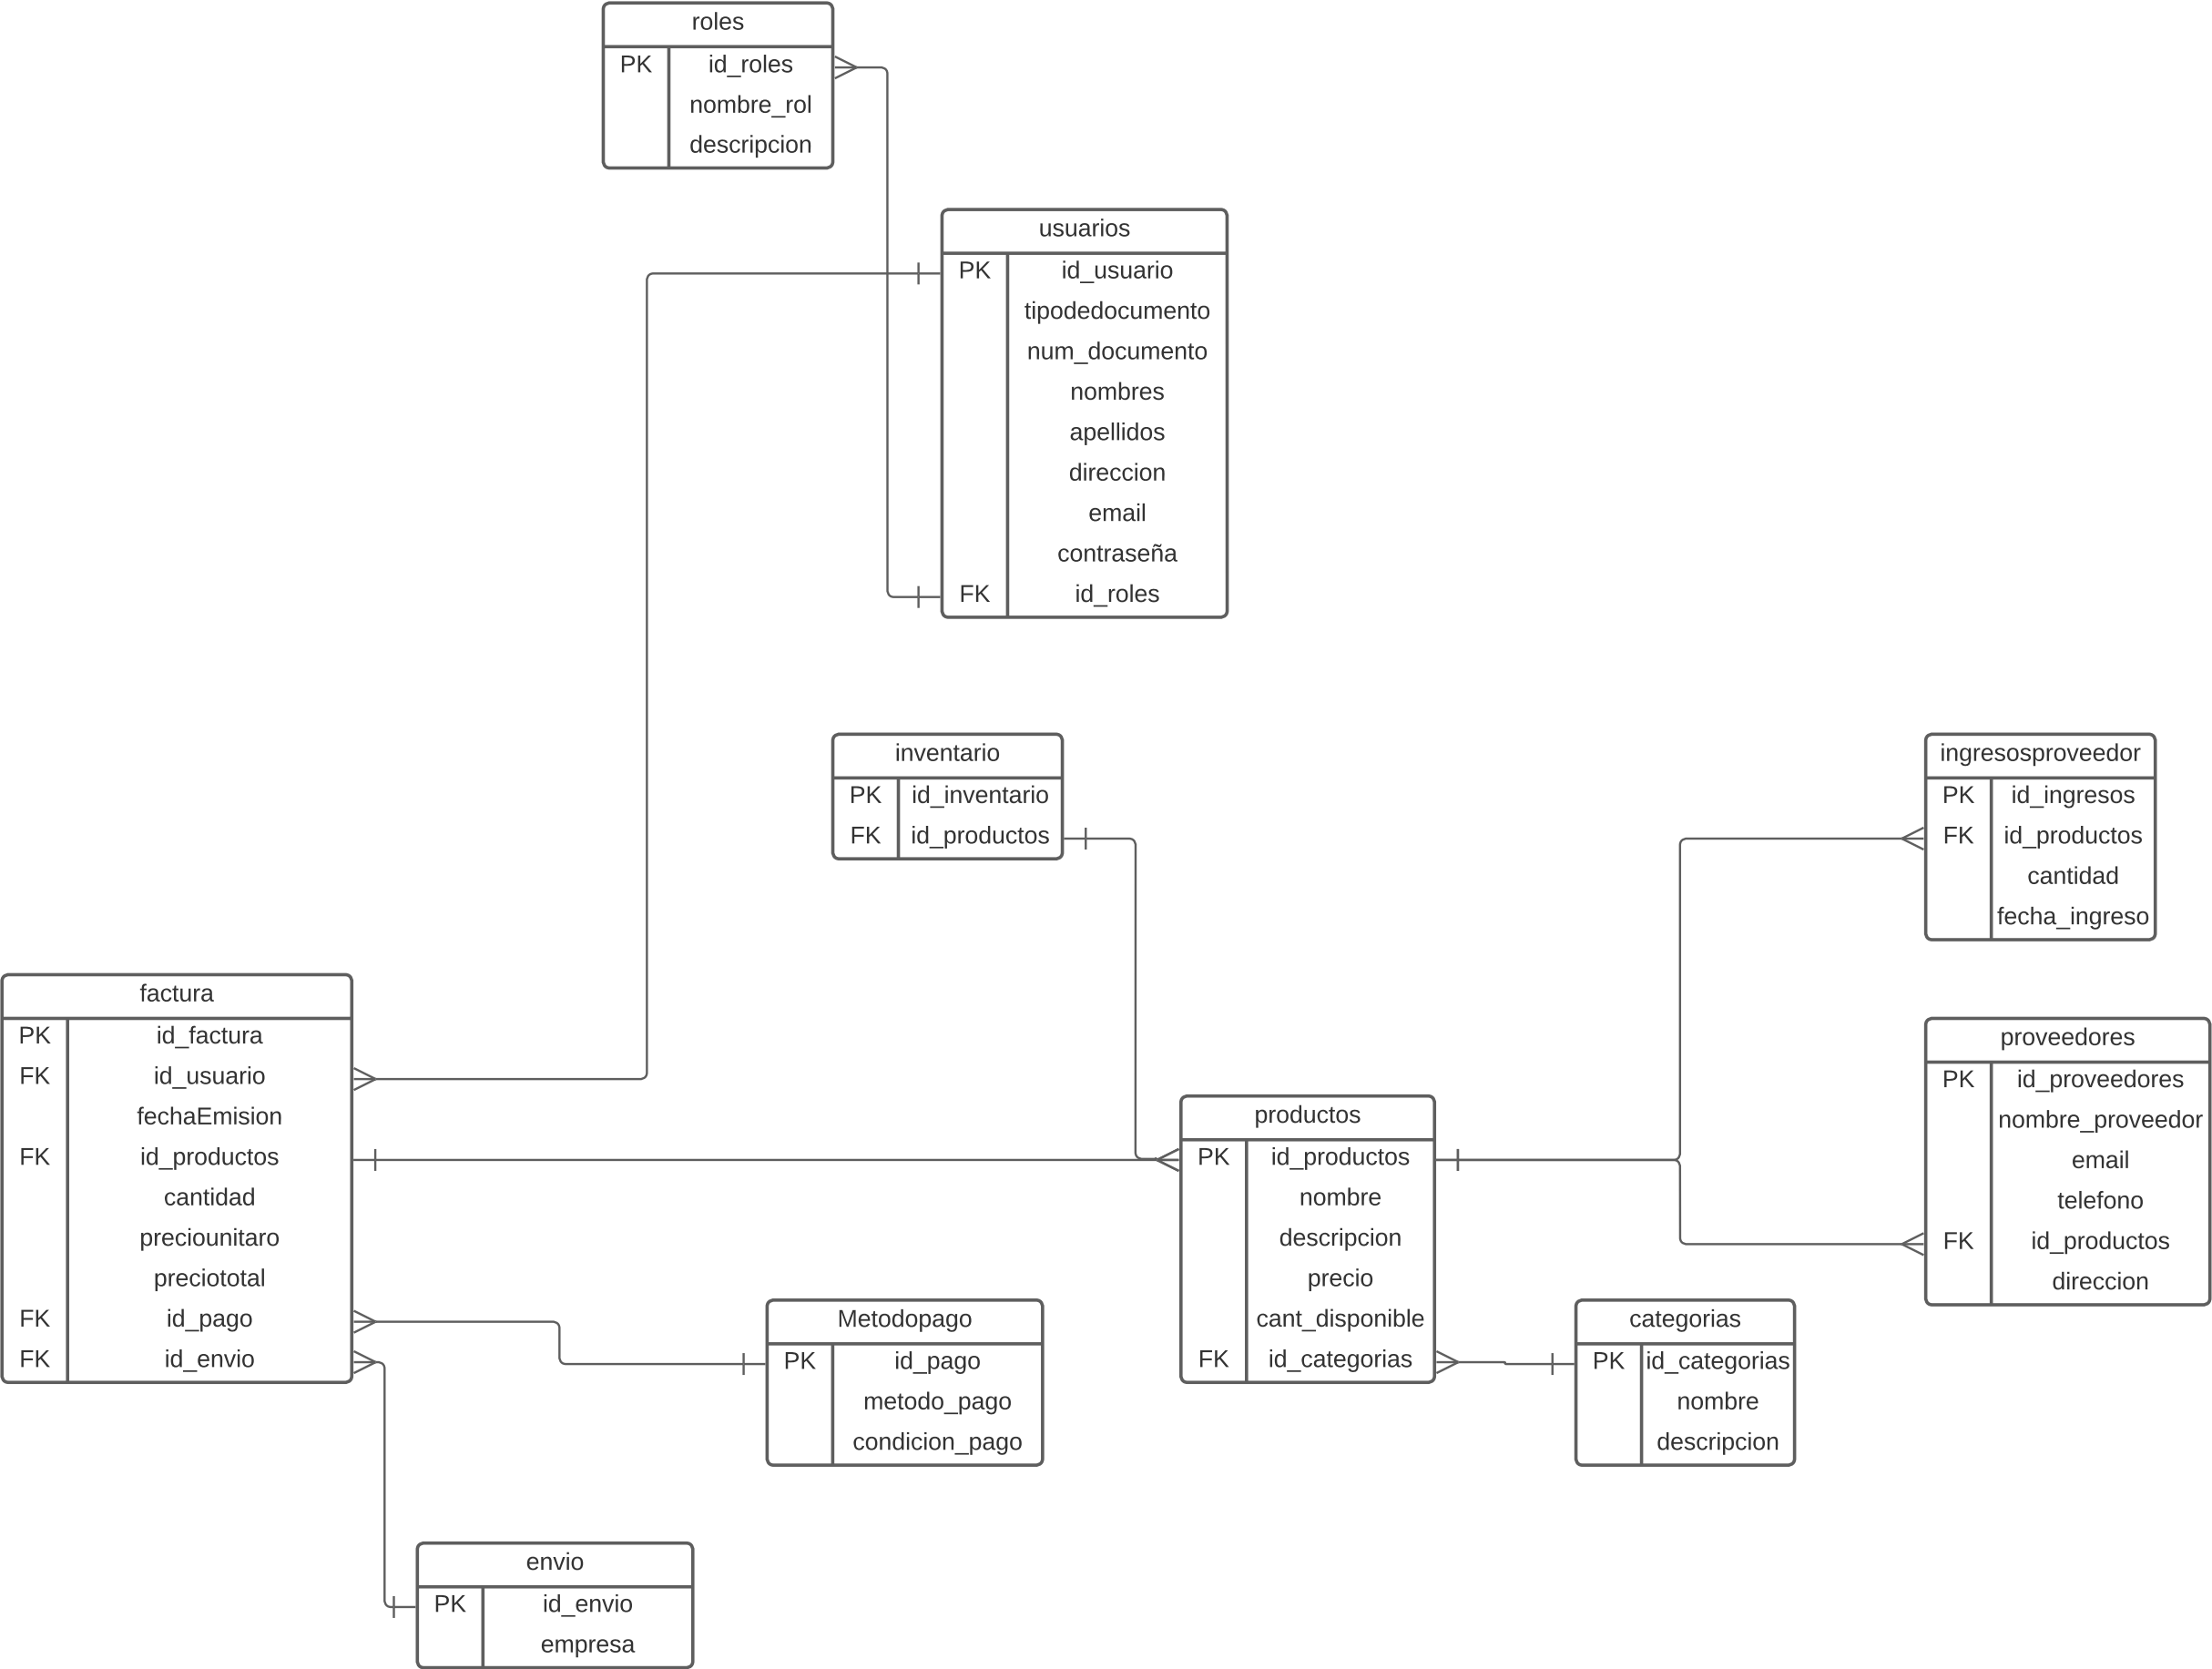 roles
PK id_roles
nombre_rol
descripcion
usuarios
PK id_usuario
tipodedocumento
num_documento
nombres
apellidos
direccion
email
contraseña
FK id_roles
inventario
PK id_inventario
FK id_productos
ingresosproveedor
PK id_ingresos
FK id_productos
cantidad
fecha_ingreso
factura
PK id_factura
FK id_usuario
fechaEmision
FK id_productos
cantidad
preciounitaro
preciototal
FK id_pago
FK id_envio
proveedores
PK id_proveedores
nombre_proveedor
email
telefono
FK id_productos
direccion
productos
PK id_productos
nombre
descripcion
precio
cant_disponible
FK id_categorias
Metodopago
PK id_pago
metodo_pago
condicion_pago
categorias
PK id_categorias
nombre
descripcion
envio
PK id_envio
empresa